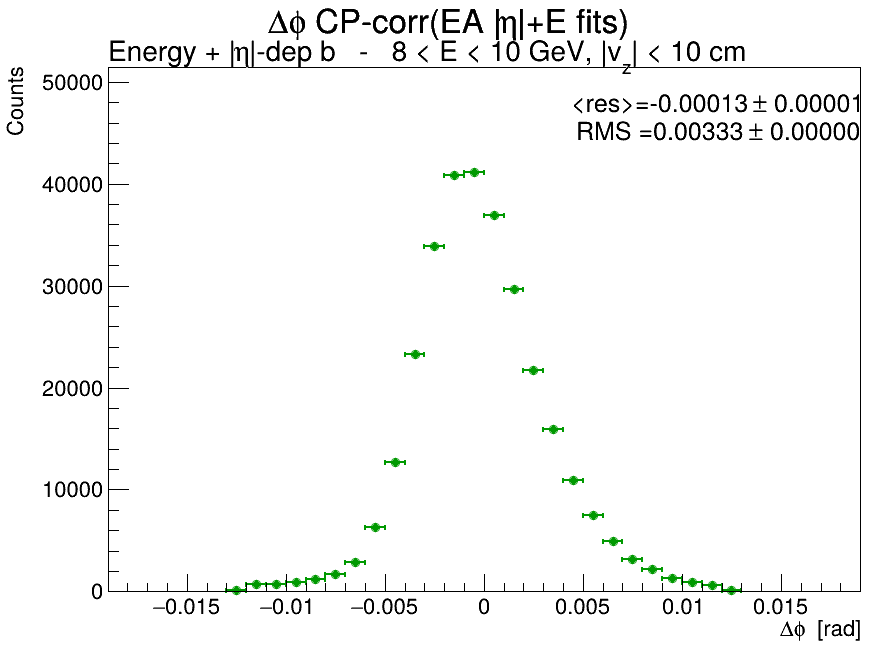 Δϕ CP-corr(EA |η|+E fits)
Energy + |η|-dep b - 8 < E < 10 GeV, |v_z| < 10 cm
<res>=-0.00013 ± 0.00001
RMS =0.00333 ± 0.00000
Counts
50000
40000
30000
20000
10000
0
−0.015 −0.01 −0.005 0 0.005 0.01 0.015
Δϕ [rad]